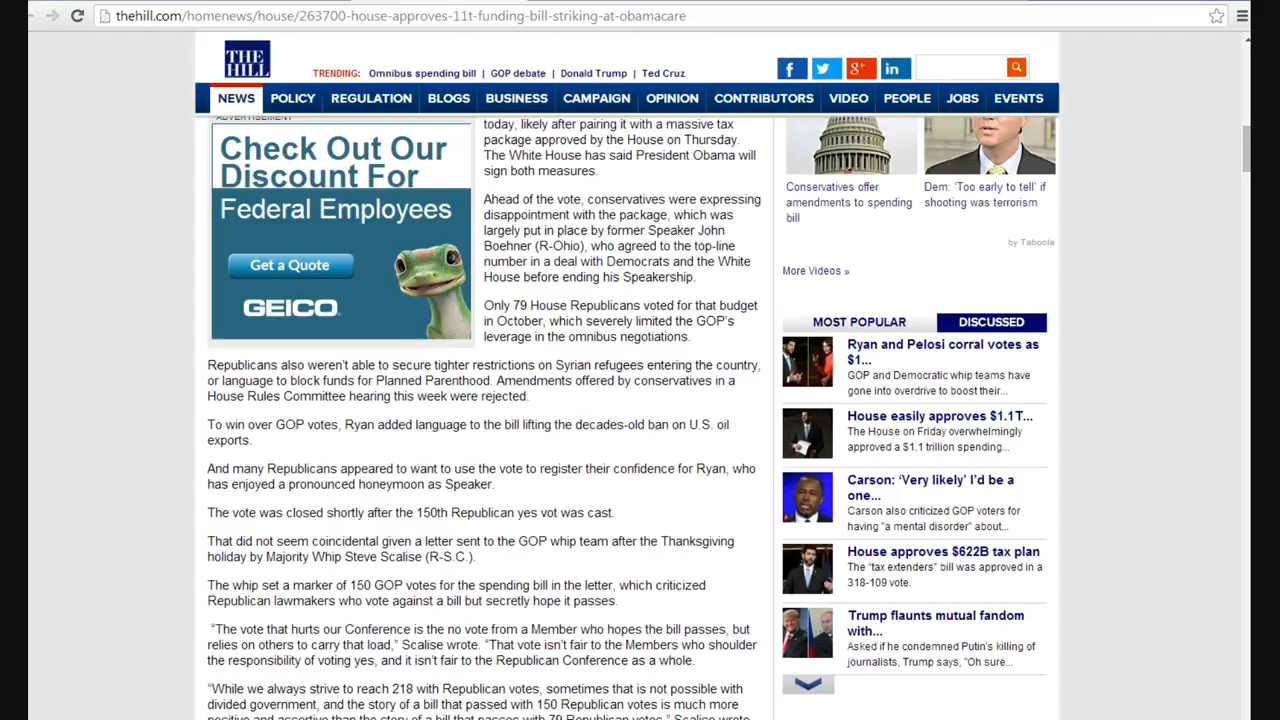 thehill.com/homenews/house/263700-house-approves-11t-funding-bill-striking-at-obamacare
THE
HILL
TRENDING: Omnibus spending bill | GOP debate | Donald Trump | Ted Cruz
f
g+
in
NEWS POLICY REGULATION BLOGS BUSINESS CAMPAIGN OPINION CONTRIBUTORS VIDEO PEOPLE JOBS EVENTS
ADVERTISEMENT
Check Out Our
Discount For
Federal Employees
Get a Quote
GEICO.
today, likely after pairing it with a massive tax
package approved by the House on Thursday.
The White House has said President Obama will
sign both measures.
Ahead of the vote, conservatives were expressing
disappointment with the package, which was
largely put in place by former Speaker John
Boehner (R-Ohio), who agreed to the top-line
number in a deal with Democrats and the White
House before ending his Speakership.
Only 79 House Republicans voted for that budget
in October, which severely limited the GOP's
leverage in the omnibus negotiations.
Republicans also weren't able to secure tighter restrictions on Syrian refugees entering the country,
or language to block funds for Planned Parenthood. Amendments offered by conservatives in a
House Rules Committee hearing this week were rejected.
To win over GOP votes, Ryan added language to the bill lifting the decades-old ban on U.S. oil
exports.
And many Republicans appeared to want to use the vote to register their confidence for Ryan, who
has enjoyed a pronounced honeymoon as Speaker.
The vote was closed shortly after the 150th Republican yes vot was cast.
That did not seem coincidental given a letter sent to the GOP whip team after the Thanksgiving
holiday by Majority Whip Steve Scalise (R-S.C.).
The whip set a marker of 150 GOP votes for the spending bill in the letter, which criticized
Republican lawmakers who vote against a bill but secretly hope it passes.
“The vote that hurts our Conference is the no vote from a Member who hopes the bill passes, but
relies on others to carry that load,” Scalise wrote. “That vote isn't fair to the Members who shoulder
the responsibility of voting yes, and it isn't fair to the Republican Conference as a whole.
“While we always strive to reach 218 with Republican votes, sometimes that is not possible with
divided government, and the story of a bill that passed with 150 Republican votes is much more
positive and assertive than the story of a bill that passes with 79 Republican votes,” Scalise wrote
Conservatives offer
amendments to spending
bill
Dem: 'Too early to tell' if
shooting was terrorism
by Taboola
More Videos »
MOST POPULAR DISCUSSED
Ryan and Pelosi corral votes as
$1...
GOP and Democratic whip teams have
gone into overdrive to boost their...
House easily approves $1.1T...
The House on Friday overwhelmingly
approved a $1.1 trillion spending...
Carson: ‘Very likely’ I’d be a
one...
Carson also criticized GOP voters for
having “a mental disorder” about...
House approves $622B tax plan
The “tax extenders” bill was approved in a
318-109 vote.
Trump flaunts mutual fandom
with...
Asked if he condemned Putin's killing of
journalists, Trump says, "Oh sure...